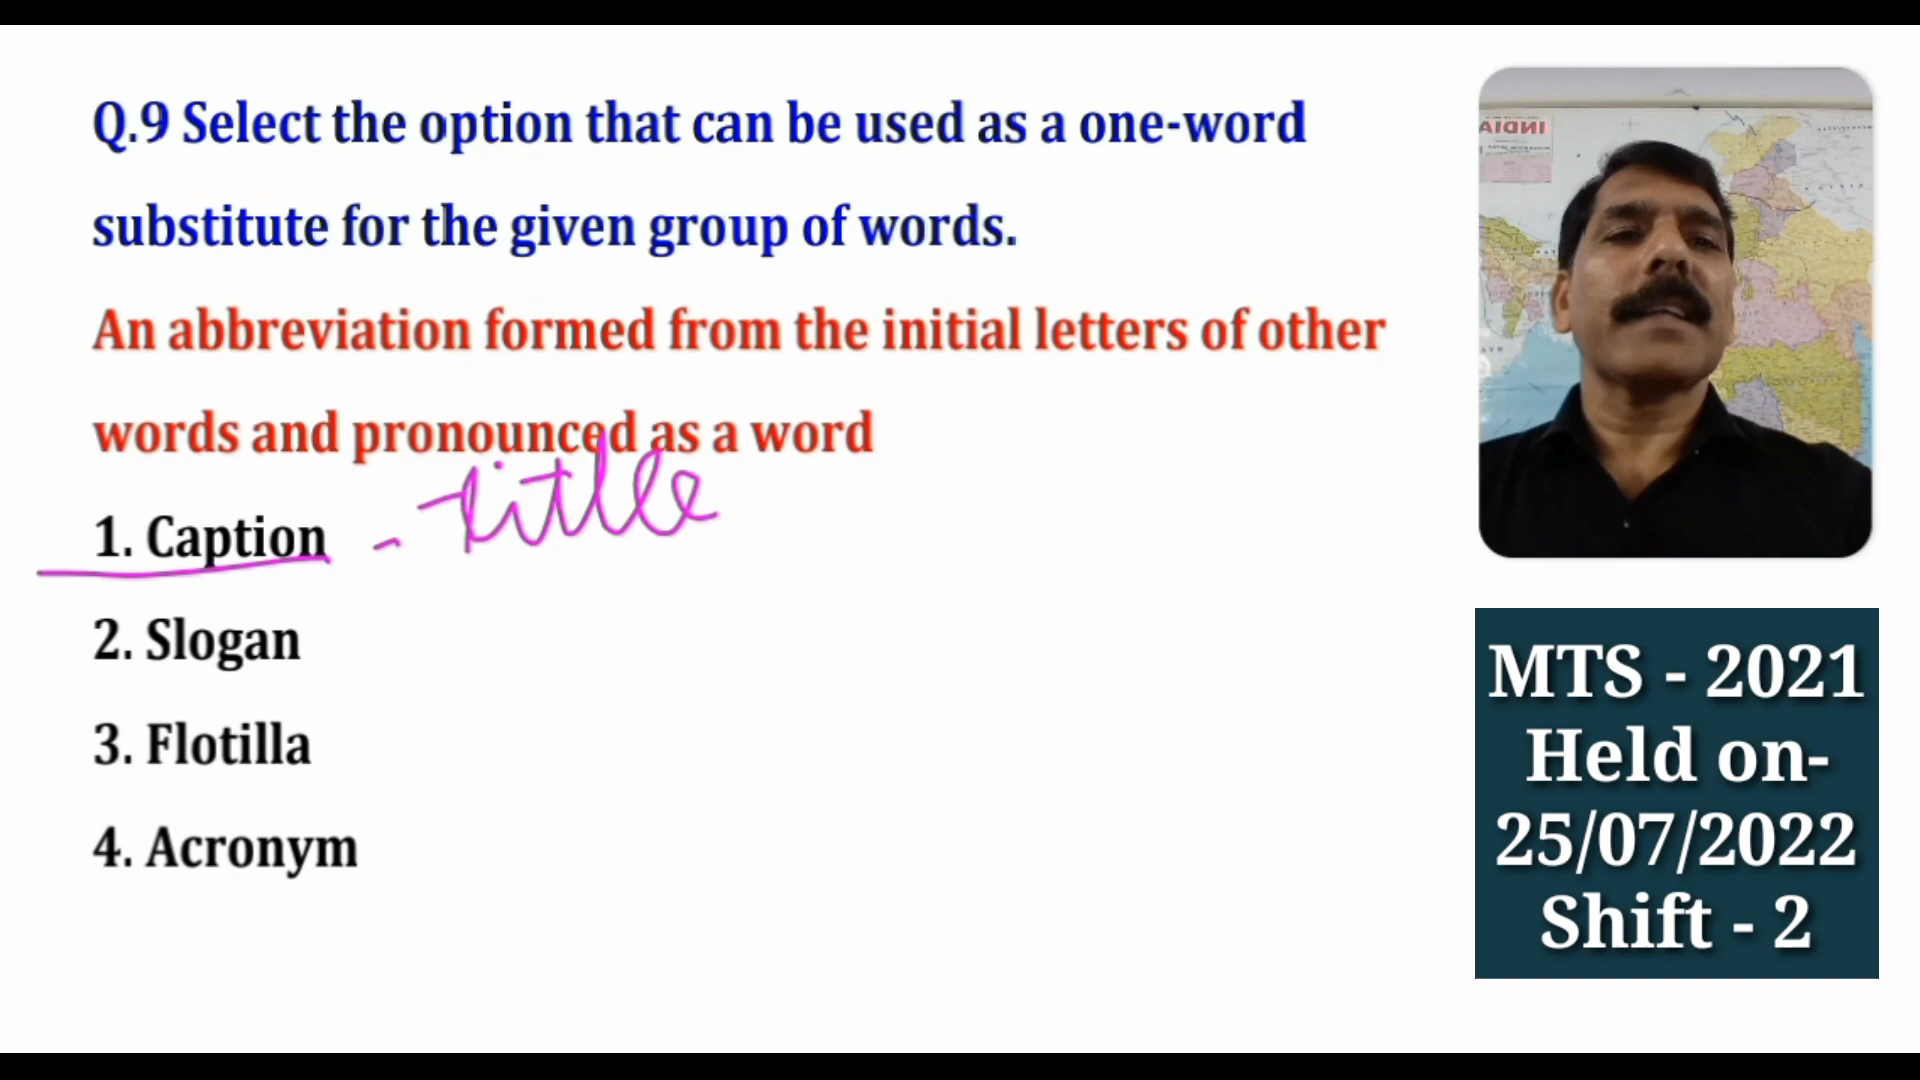 Q.9 Select the option that can be used as a one-word
substitute for the given group of words.
An abbreviation formed from the initial letters of other
words and pronounced as a word
1. Caption - tittle
2. Slogan
3. Flotilla
4. Acronym
INDIA
MTS - 2021
Held on-
25/07/2022
Shift - 2